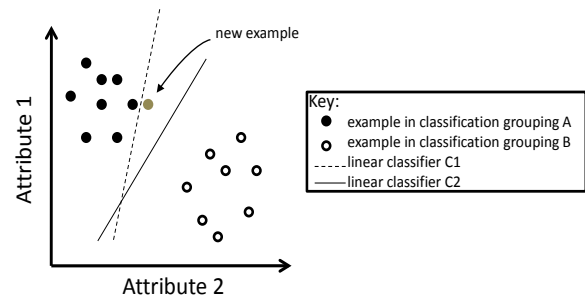 new example
Attribute 1
Attribute 2
Key:
example in classification grouping A
example in classification grouping B
linear classifier C1
linear classifier C2